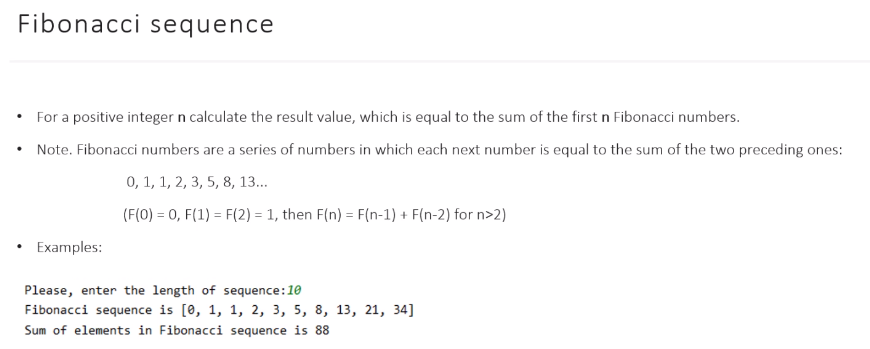 Fibonacci sequence
• For a positive integer n calculate the result value, which is equal to the sum of the first n Fibonacci numbers.
• Note. Fibonacci numbers are a series of numbers in which each next number is equal to the sum of the two preceding ones:
0, 1, 1, 2, 3, 5, 8, 13...
(F(0) = 0, F(1) = F(2) = 1, then F(n) = F(n-1) + F(n-2) for n>2)
• Examples:
Please, enter the length of sequence:10
Fibonacci sequence is [0, 1, 1, 2, 3, 5, 8, 13, 21, 34]
Sum of elements in Fibonacci sequence is 88